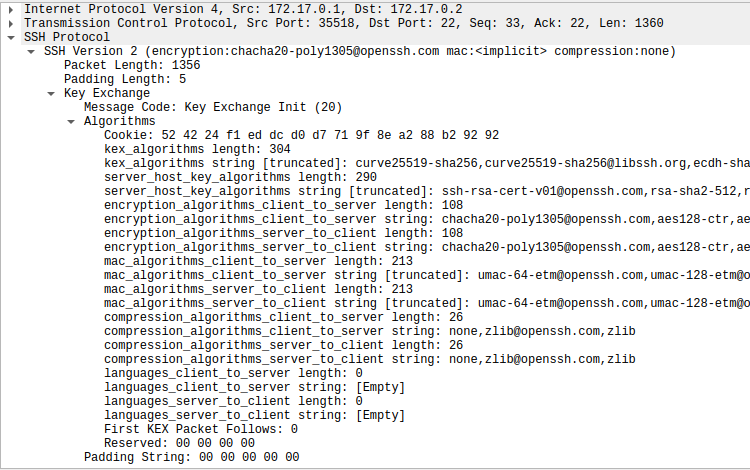 Internet Protocol Version 4, Src: 172.17.0.1, Dst: 172.17.0.2
Transmission Control Protocol, Src Port: 35518, Dst Port: 22, Seq: 33, Ack: 22, Len: 1360
SSH Protocol
SSH Version 2 (encryption:chacha20-poly1305@openssh.com mac:<implicit> compression:none)
Packet Length: 1356
Padding Length: 5
Key Exchange
Message Code: Key Exchange Init (20)
Algorithms
Cookie: 52 42 24 f1 ed dc d0 d7 71 9f 8e a2 88 b2 92 92
kex_algorithms length: 304
kex_algorithms string [truncated]: curve25519-sha256,curve25519-sha256@libssh.org,ecdh-sha
server_host_key_algorithms length: 290
server_host_key_algorithms string [truncated]: ssh-rsa-cert-v01@openssh.com,rsa-sha2-512,r
encryption_algorithms_client_to_server length: 108
encryption_algorithms_client_to_server string: chacha20-poly1305@openssh.com,aes128-ctr,ae
encryption_algorithms_server_to_client length: 108
encryption_algorithms_server_to_client string: chacha20-poly1305@openssh.com,aes128-ctr,ae
mac_algorithms_client_to_server length: 213
mac_algorithms_client_to_server string [truncated]: umac-64-etm@openssh.com,umac-128-etm@o
mac_algorithms_server_to_client length: 213
mac_algorithms_server_to_client string [truncated]: umac-64-etm@openssh.com,umac-128-etm@o
compression_algorithms_client_to_server length: 26
compression_algorithms_client_to_server string: none,zlib@openssh.com,zlib
compression_algorithms_server_to_client length: 26
compression_algorithms_server_to_client string: none,zlib@openssh.com,zlib
languages_client_to_server length: 0
languages_client_to_server string: [Empty]
languages_server_to_client length: 0
languages_server_to_client string: [Empty]
First KEX Packet Follows: 0
Reserved: 00 00 00 00
Padding String: 00 00 00 00 00